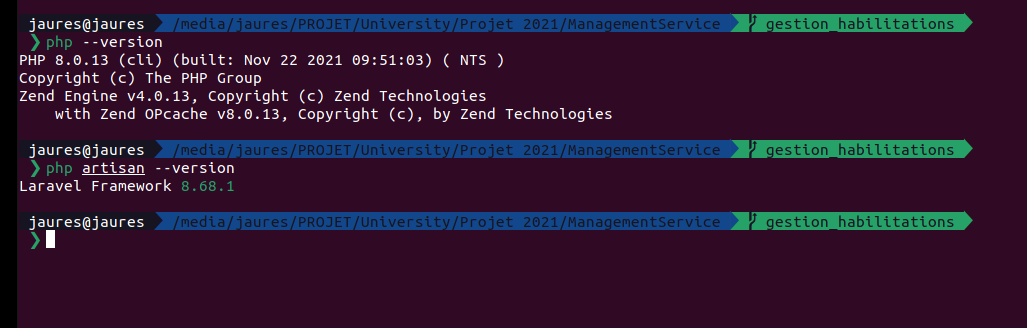 jaures@jaures /media/jaures/PROJET/University/Projet 2021/ManagementService gestion_habilitations
❯ php --version
PHP 8.0.13 (cli) (built: Nov 22 2021 09:51:03) ( NTS )
Copyright (c) The PHP Group
Zend Engine v4.0.13, Copyright (c) Zend Technologies
    with Zend OPcache v8.0.13, Copyright (c), by Zend Technologies
jaures@jaures /media/jaures/PROJET/University/Projet 2021/ManagementService gestion_habilitations
❯ php artisan --version
Laravel Framework 8.68.1
jaures@jaures /media/jaures/PROJET/University/Projet 2021/ManagementService gestion_habilitations
❯